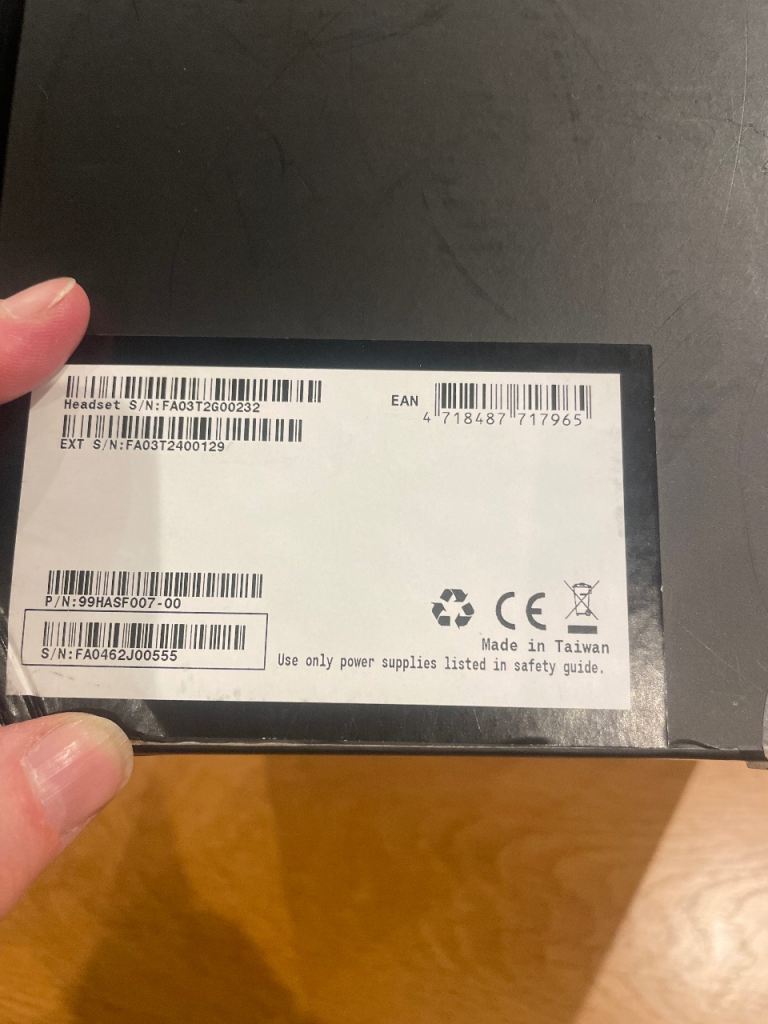 Headset S/N:FA03T2G00232
EXT S/N:FA03T2400129
EAN
4 718487 717965
P/N:99HASF007-00
S/N:FA0462J00555
Made in Taiwan
Use only power supplies listed in safety guide.
CE